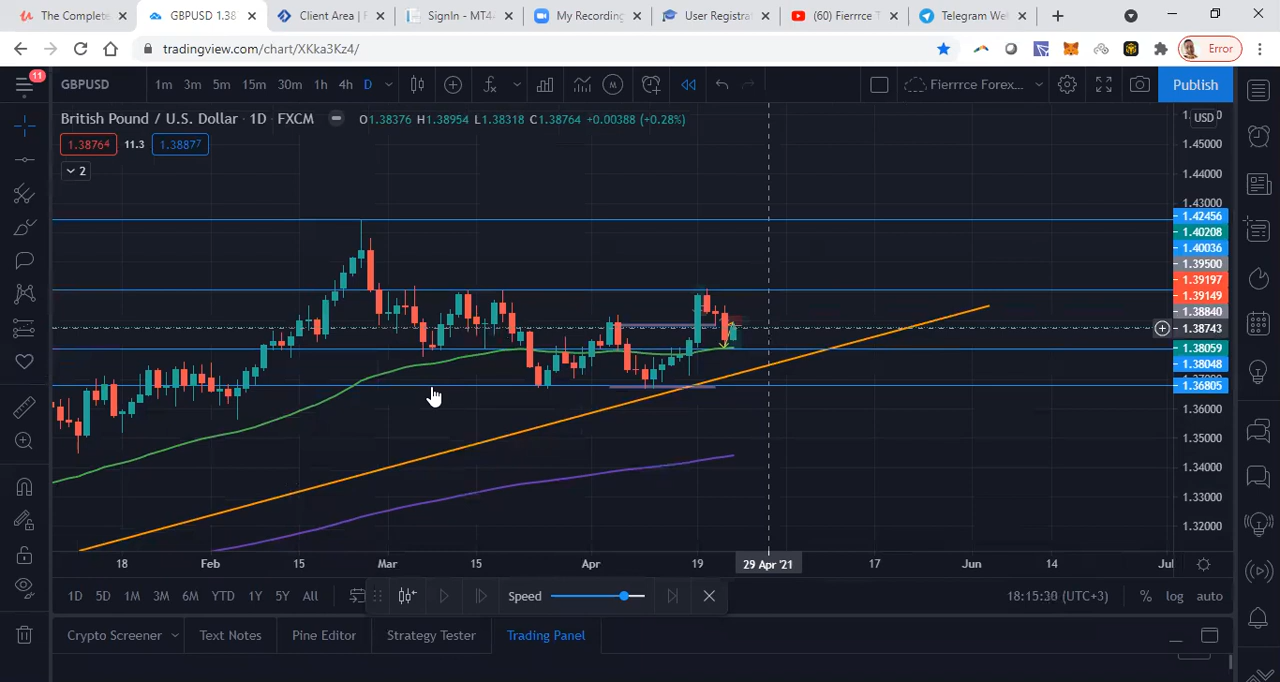 The Complete
GBPUSD 1.38
Client Area | F
SignIn - MT4
My Recording
User Registra
(60) Fierrrce T
Telegram We
tradingview.com/chart/XKka3Kz4/
Error
11
GBPUSD
1m 3m 5m 15m 30m 1h 4h D
M
Fierrrce Forex...
Publish
British Pound / U.S. Dollar · 1D · FXCM
O1.38376 H1.38954 L1.38318 C1.38764 +0.00388 (+0.28%)
USD
1.38764 11.3 1.38877
2
1.45000
1.44000
1.43000
1.42456
1.40208
1.40036
1.39500
1.39197
1.39149
1.38840
1.38743
1.38059
1.38048
1.36805
1.36000
1.35000
1.34000
1.33000
1.32000
18 Feb 15 Mar 15 Apr 19 29 Apr '21 17 Jun 14 Jul
1D 5D 1M 3M 6M YTD 1Y 5Y All
Speed
18:15:30 (UTC+3)
% log auto
Crypto Screener
Text Notes
Pine Editor
Strategy Tester
Trading Panel